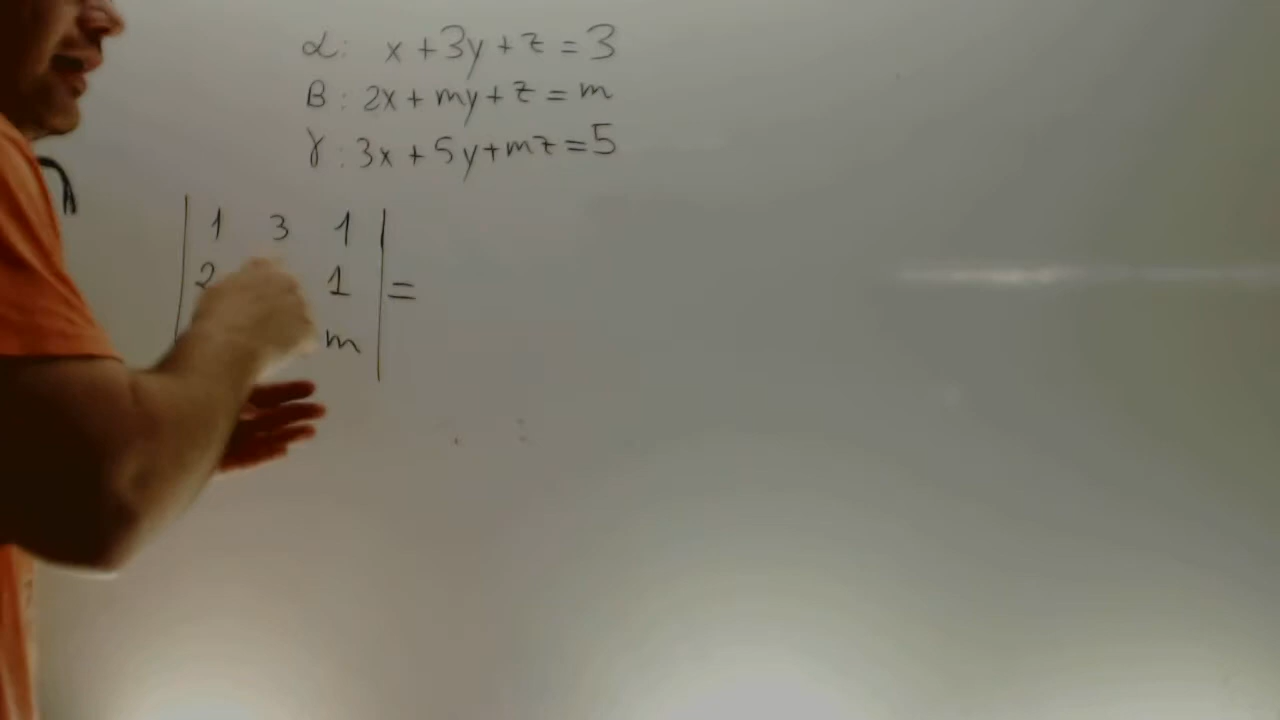 α: x + 3y + z = 3
β: 2x + my + z = m
γ: 3x + 5y + mz = 5
| 1 3 1 |
| 2 1 | =
| m |